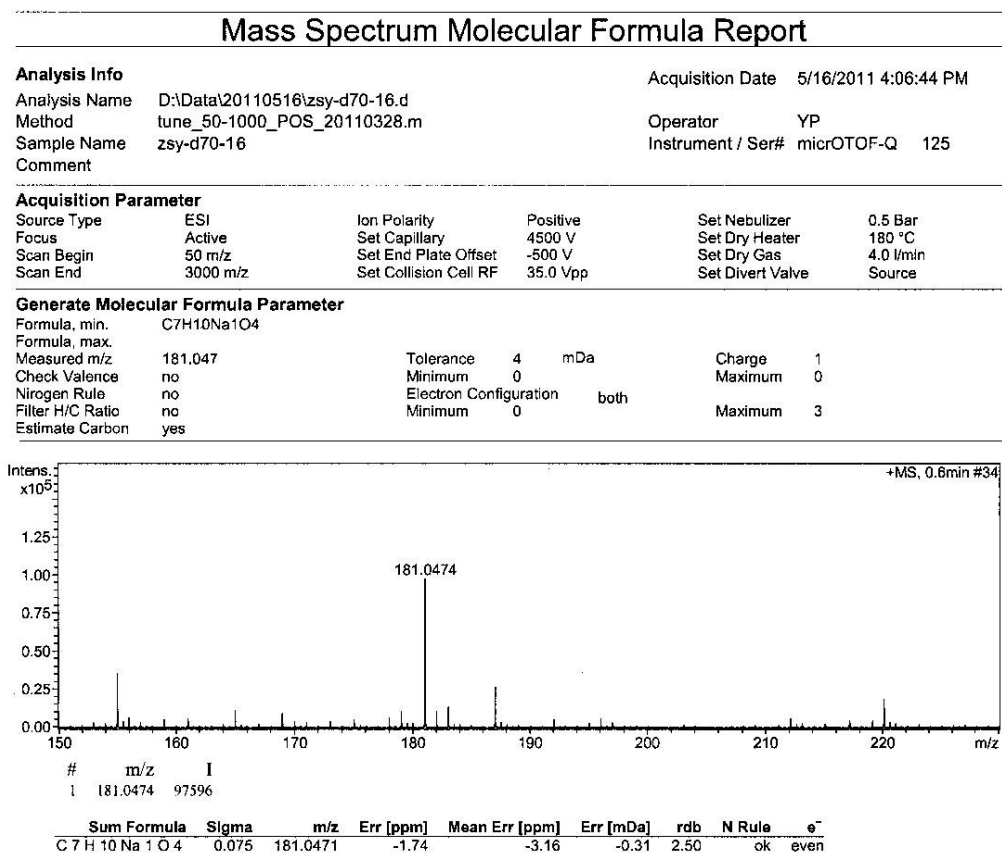 Mass Spectrum Molecular Formula Report
Analysis Info
Acquisition Date 5/16/2011 4:06:44 PM
Analysis Name D:\Data\20110516\zsy-d70-16.d
Method tune_50-1000_POS_20110328.m
Operator YP
Sample Name zsy-d70-16
Instrument / Ser# micrOTOF-Q 125
Comment
Acquisition Parameter
Source Type ESI Ion Polarity Positive Set Nebulizer 0.5 Bar
Focus Active Set Capillary 4500 V Set Dry Heater 180 °C
Scan Begin 50 m/z Set End Plate Offset -500 V Set Dry Gas 4.0 l/min
Scan End 3000 m/z Set Collision Cell RF 35.0 Vpp Set Divert Valve Source
Generate Molecular Formula Parameter
Formula, min. C7H10Na1O4
Formula, max.
Measured m/z 181.047 Tolerance 4 mDa Charge 1
Check Valence no Minimum 0 Maximum 0
Nirogen Rule no Electron Configuration both
Filter H/C Ratio no Minimum 0 Maximum 3
Estimate Carbon yes
Intens.
x10⁵
+MS, 0.6min #34
1.25
1.00
181.0474
0.75
0.50
0.25
0.00
150 160 170 180 190 200 210 220 m/z
# m/z I
1 181.0474 97596
Sum Formula Sigma m/z Err [ppm] Mean Err [ppm] Err [mDa] rdb N Rule e⁻
C 7 H 10 Na 1 O 4 0.075 181.0471 -1.74 -3.16 -0.31 2.50 ok even